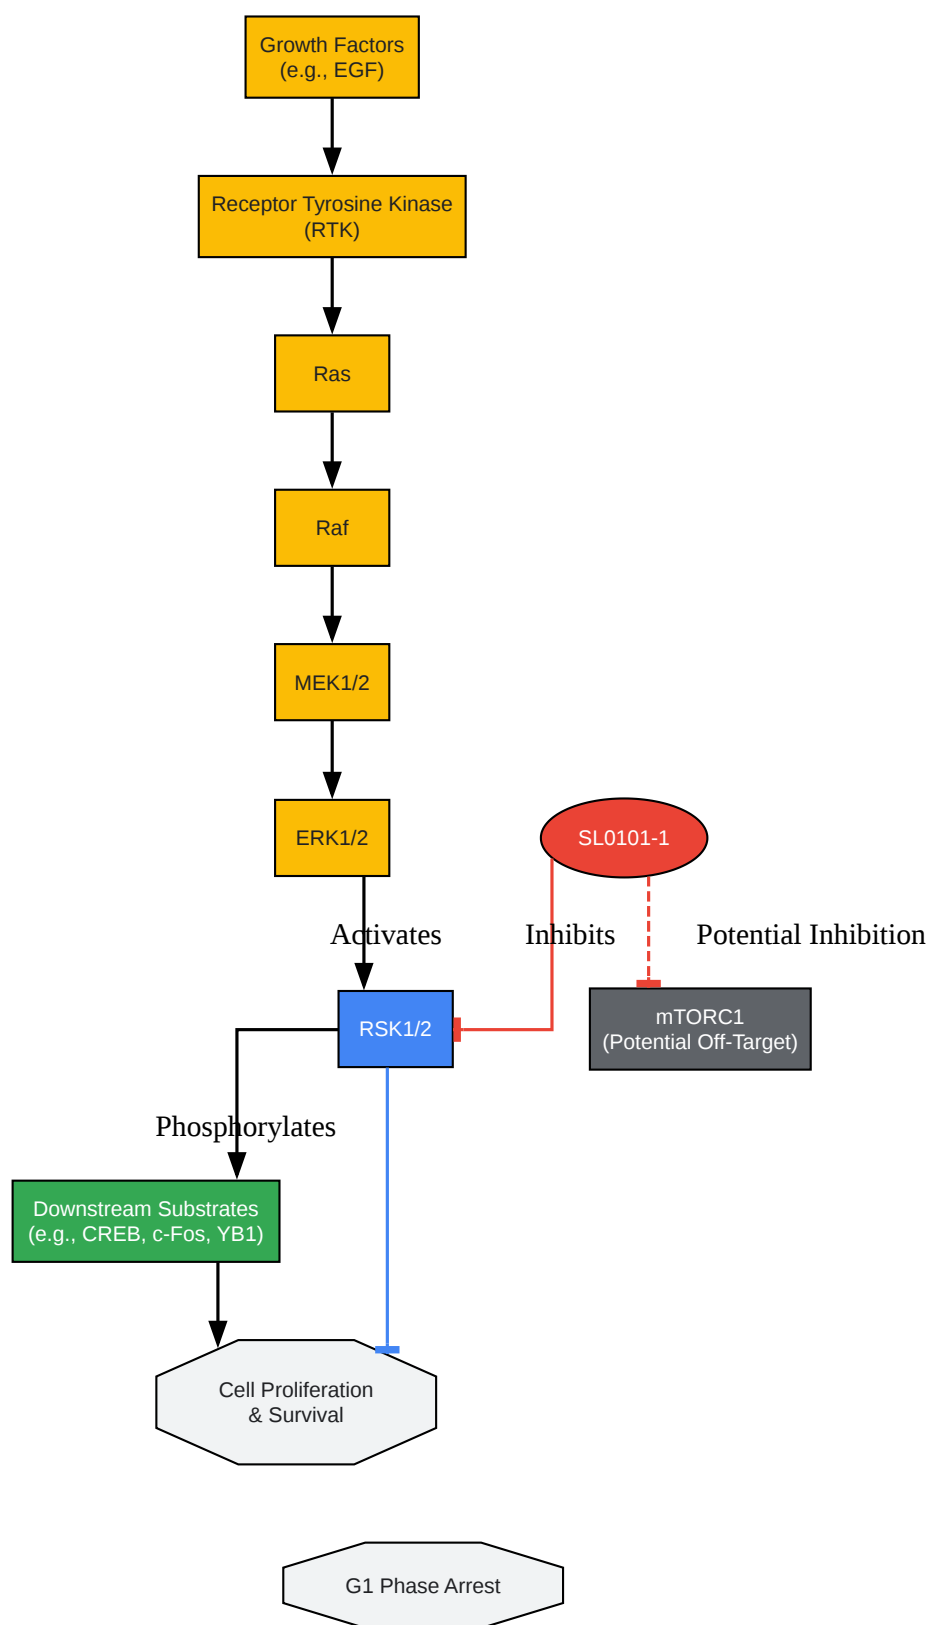 Growth Factors
(e.g., EGF)
Receptor Tyrosine Kinase
(RTK)
Ras
Raf
MEK1/2
ERK1/2
SL0101-1
Activates
Inhibits
Potential Inhibition
RSK1/2
mTORC1
(Potential Off-Target)
Phosphorylates
Downstream Substrates
(e.g., CREB, c-Fos, YB1)
Cell Proliferation
& Survival
G1 Phase Arrest